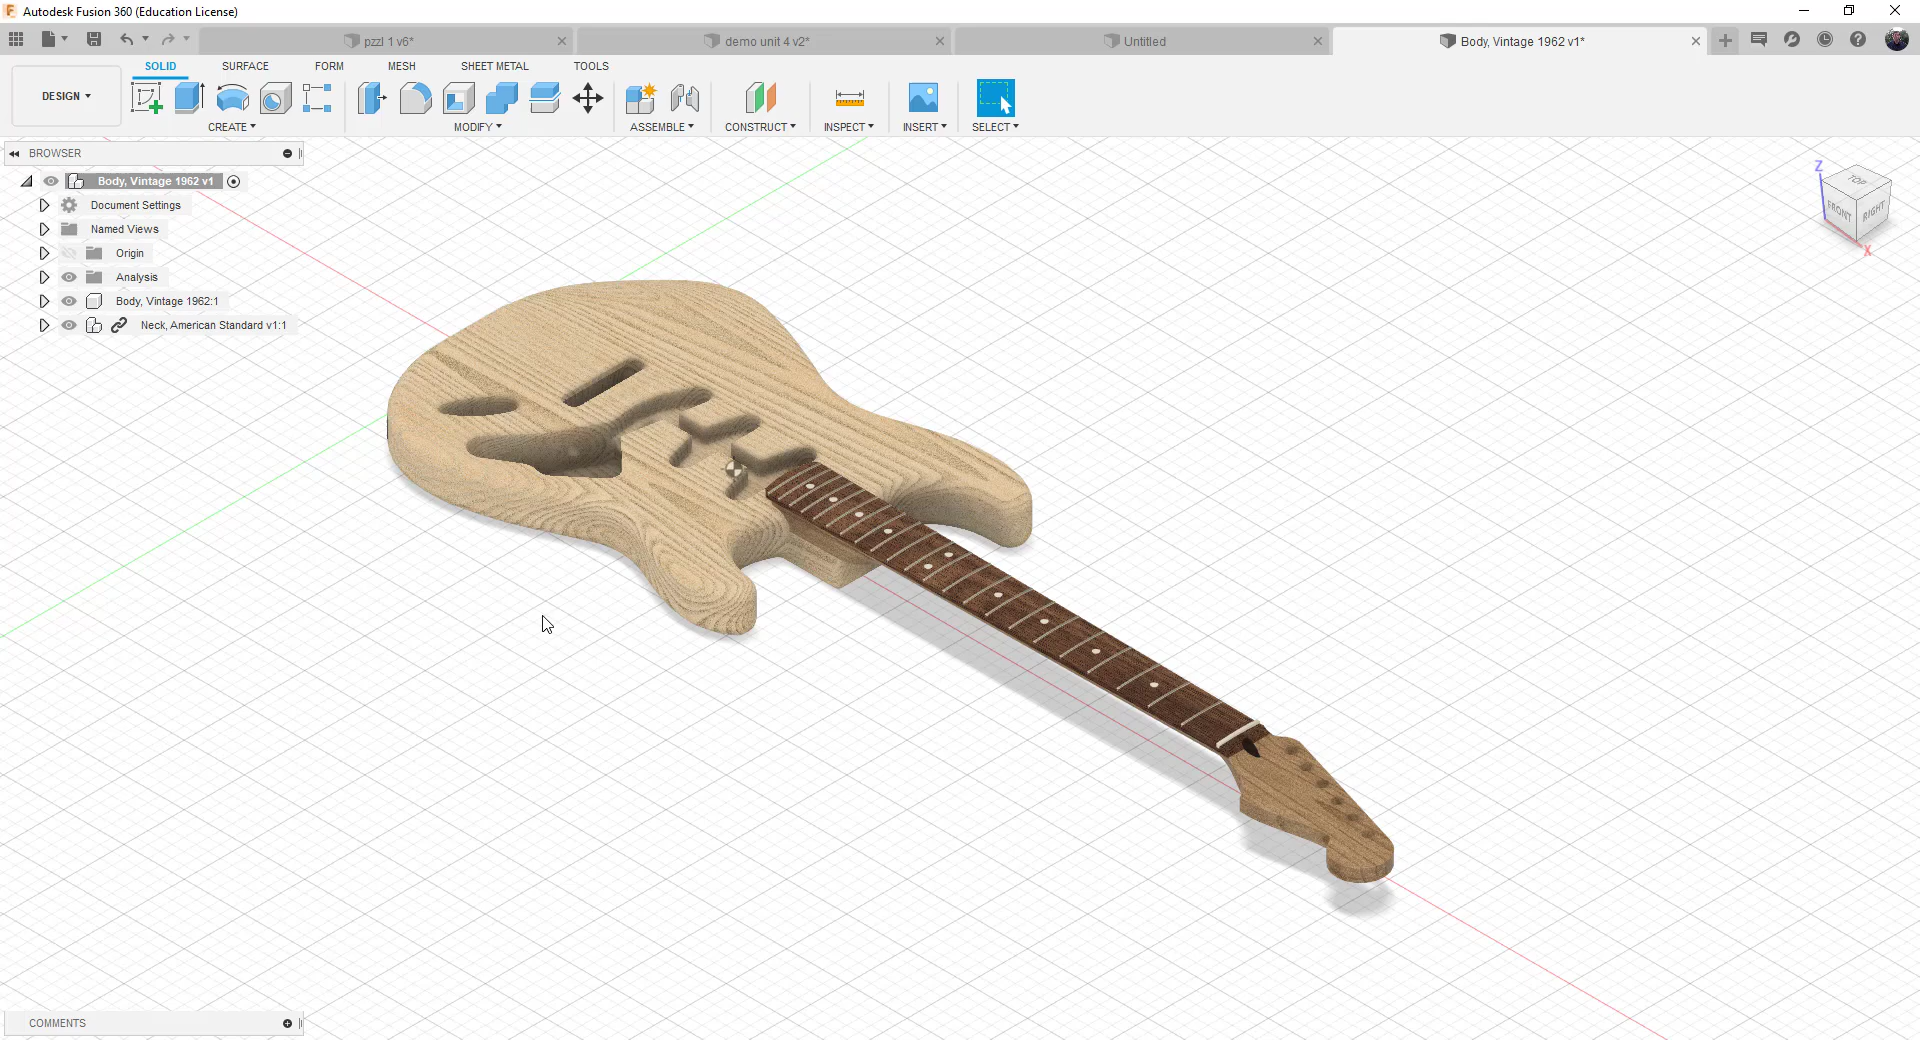 Autodesk Fusion 360 (Education License)
pzzl 1 v6*
demo unit 4 v2*
Untitled
Body, Vintage 1962 v1*
DESIGN
SOLID
SURFACE
FORM
MESH
SHEET METAL
TOOLS
CREATE
MODIFY
ASSEMBLE
CONSTRUCT
INSPECT
INSERT
SELECT
BROWSER
Body, Vintage 1962 v1
Document Settings
Named Views
Origin
Analysis
Body, Vintage 1962:1
Neck, American Standard v1:1
Z
TOP
FRONT
RIGHT
X
COMMENTS